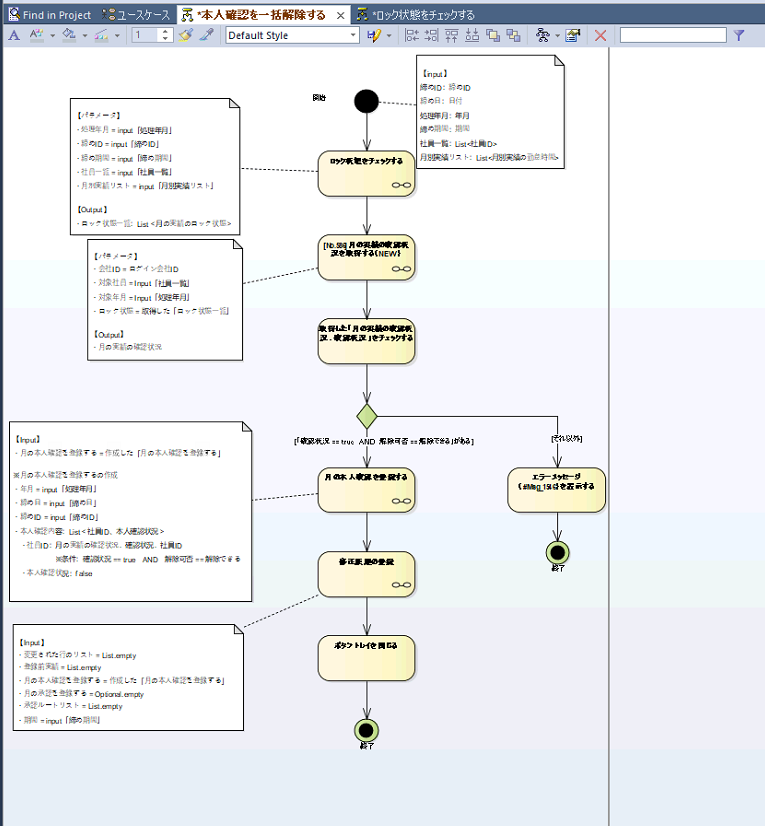 Find in Project
ユースケース
*本人確認を一括解除する
*ロック状態をチェックする
1
Default Style
【input】
締めID：締めID
締め日：日付
処理年月：年月
締め期間：期間
社員一覧：List<社員ID>
月別実績リスト：List<月別実績の勤怠時間>
開始
【パラメータ】
・処理年月 = input「処理年月」
・締めID = input「締めID」
・締め期間 = input「締め期間」
・社員一覧 = input「社員一覧」
・月別実績リスト = input「月別実績リスト」
【Output】
・ロック状態一覧：List<月の実績のロック状態>
ロック状態をチェックする
【パラメータ】
・会社ID = ログイン会社ID
・対象社員 = Input「社員一覧」
・対象年月 = Input「処理年月」
・ロック状態 = 取得した「ロック状態一覧」
【Output】
・月の実績の確認状況
月の実績の確認状況を取得する(NEW)
取得した「月の実績の確認状況．確認状況」をチェックする
[「確認状況 == true AND 解除可否 == 解除できる」がある]
[それ以外]
【Input】
・月の本人確認を登録する = 作成した「月の本人確認を登録する」
※月の本人確認を登録するの作成
・年月 = input「処理年月」
・締め日 = input「締め日」
・締めID = input「締めID」
・本人確認内容：List<社員ID、本人確認状況>
・社員ID：月の実績の確認状況．確認状況．社員ID
※条件：確認状況 == true AND 解除可否 == 解除できる
・本人確認状況：false
月の本人確認を登録する
エラーメッセージ
を表示する
終了
修正実績の登録
【Input】
・変更された行のリスト = List.empty
・登録前実績 = List.empty
・月の本人確認を登録する = 作成した「月の本人確認を登録する」
・月の承認を登録する = Optional.empty
・承認ルートリスト = List.empty
・期間 = input「締め期間」
ボタントレイを閉じる
終了